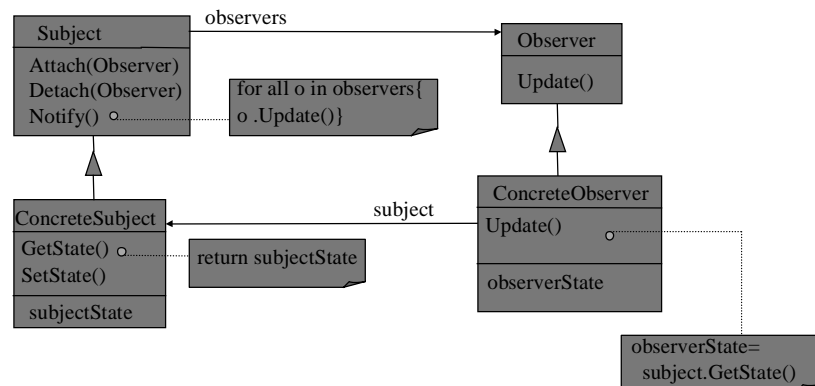 observers
Subject
Attach(Observer)
Detach(Observer)
Notify()
for all o in observers{
o .Update()}
Observer
Update()
ConcreteSubject
GetState()
SetState()
subjectState
return subjectState
subject
ConcreteObserver
Update()
observerState
observerState=
subject.GetState()